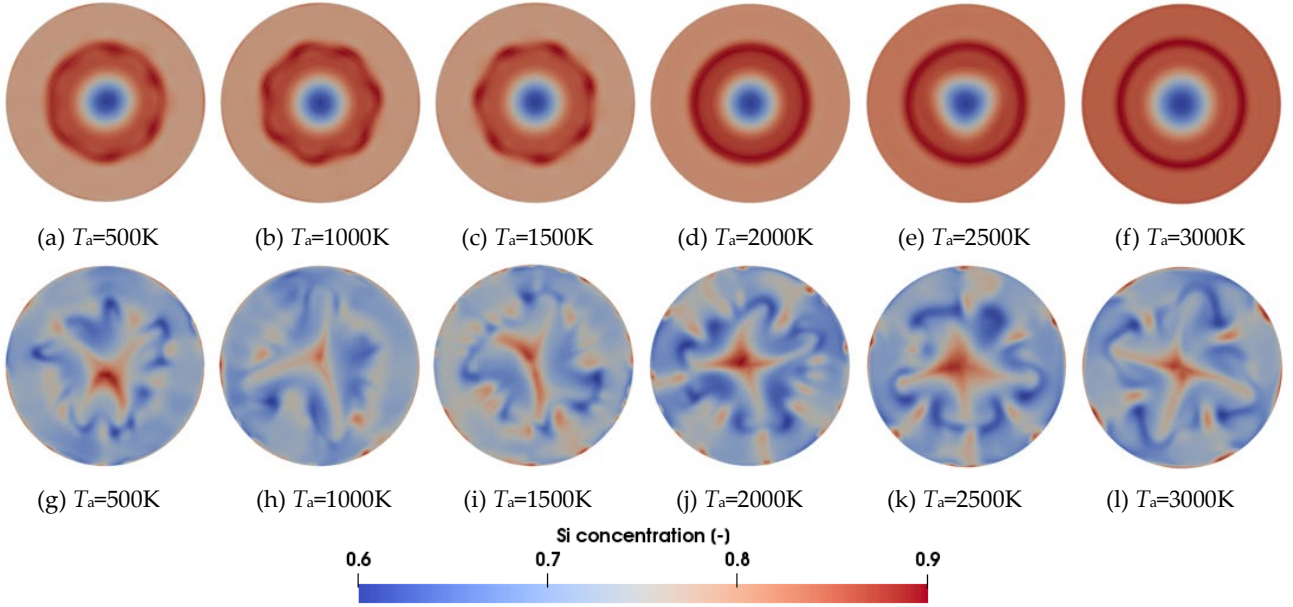 (a) Tₐ=500K (b) Tₐ=1000K (c) Tₐ=1500K (d) Tₐ=2000K (e) Tₐ=2500K (f) Tₐ=3000K
(g) Tₐ=500K (h) Tₐ=1000K (i) Tₐ=1500K (j) Tₐ=2000K (k) Tₐ=2500K (l) Tₐ=3000K
Si concentration (-)
0.6 0.7 0.8 0.9